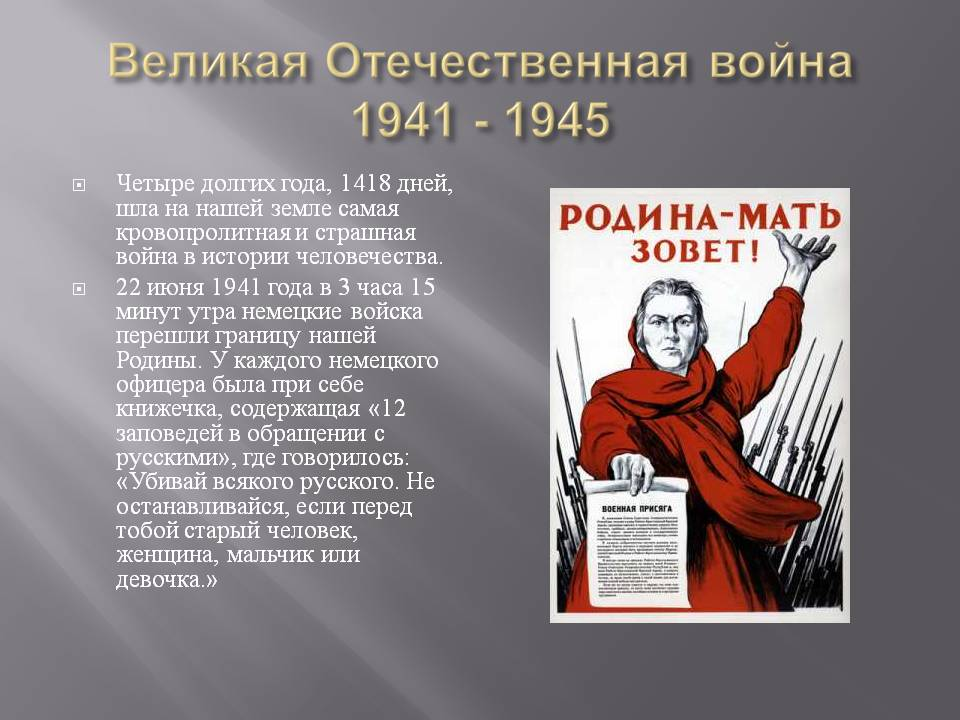 Великая Отечественная война
1941 - 1945
Четыре долгих года, 1418 дней,
шла на нашей земле самая
кровопролитная и страшная
война в истории человечества.
22 июня 1941 года в 3 часа 15
минут утра немецкие войска
перешли границу нашей
Родины. У каждого немецкого
офицера была при себе
книжечка, содержащая «12
заповедей в обращении с
русскими», где говорилось:
«Убивай всякого русского. Не
останавливайся, если перед
тобой старый человек,
женщина, мальчик или
девочка.»
РОДИНА-МАТЬ
ЗОВЕТ!
ВОЕННАЯ ПРИСЯГА